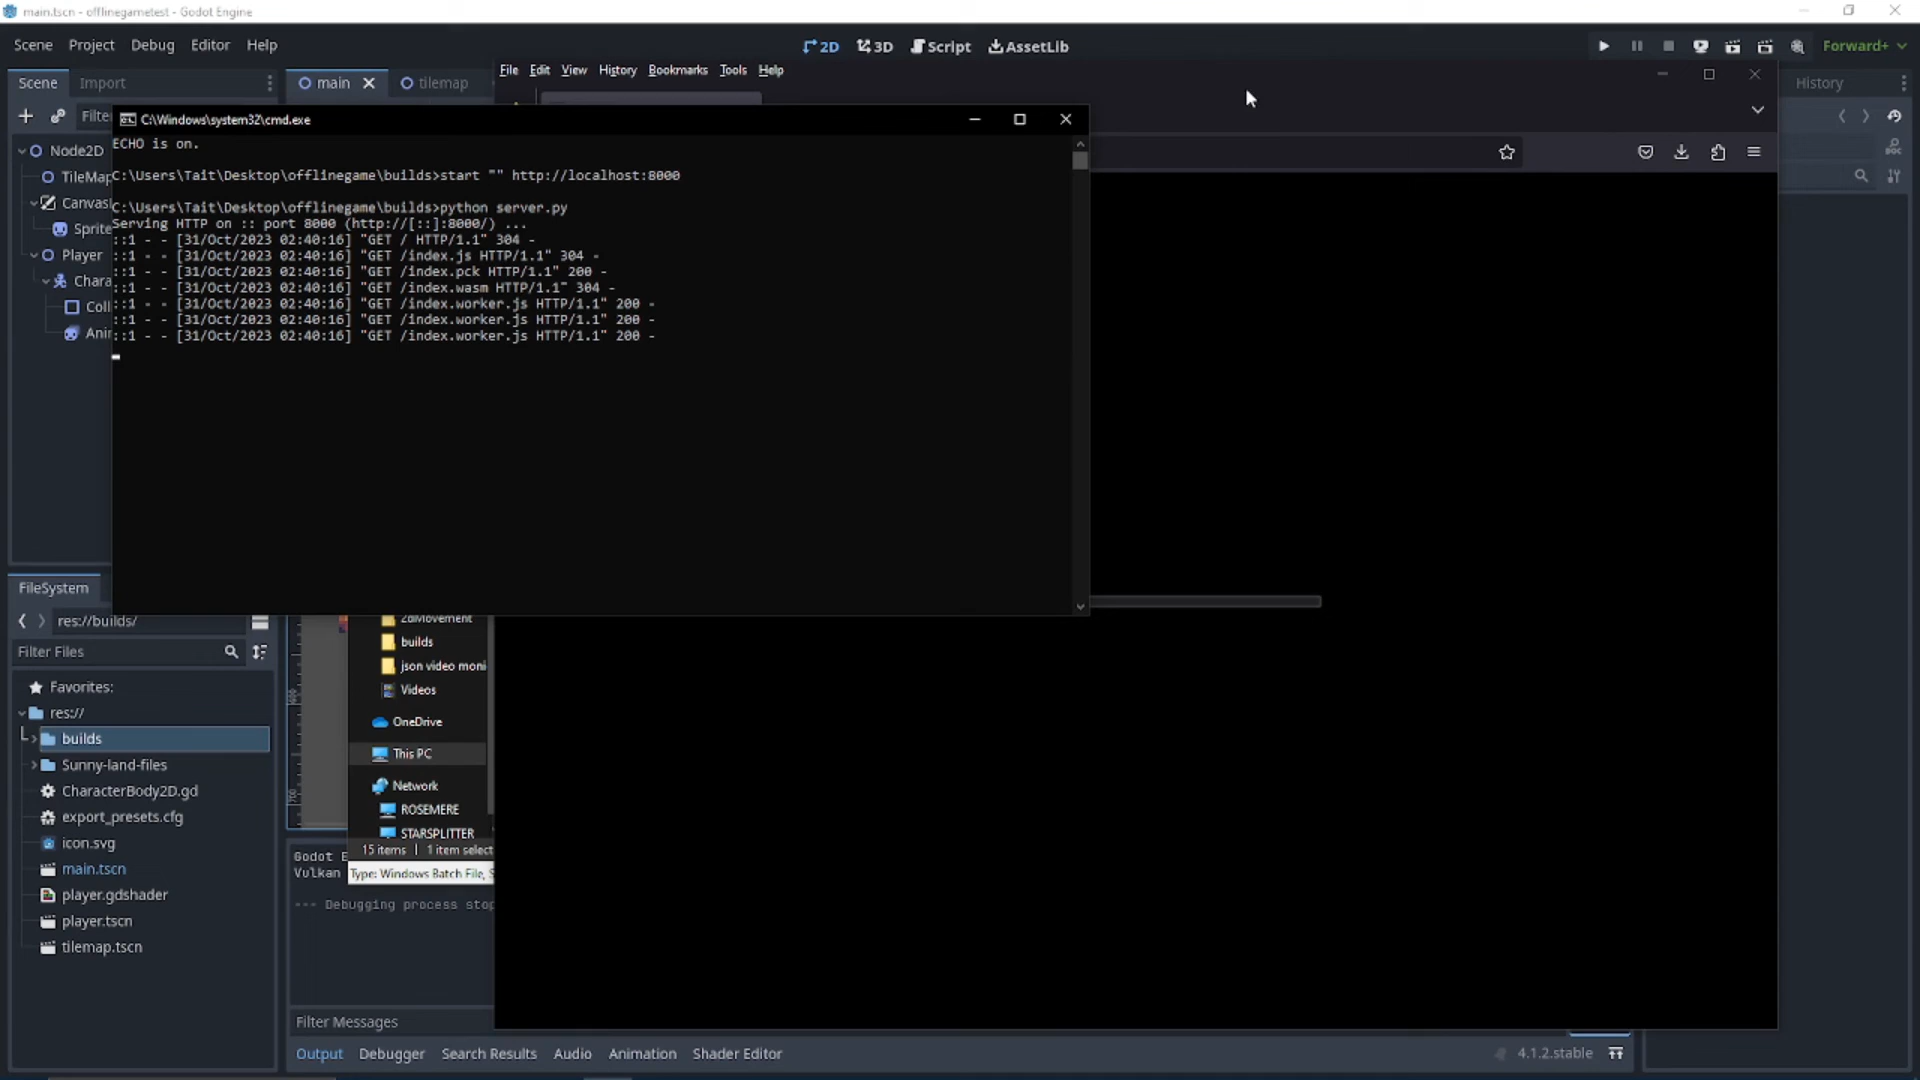 main.tscn - offlinegametest - Godot Engine
Scene Project Debug Editor Help
2D 3D Script AssetLib
Forward+
Scene Import
main tilemap
File Edit View History Bookmarks Tools Help
History
C:\Windows\system32\cmd.exe
ECHO is on.
C:\Users\Tait\Desktop\offlinegame\builds>start "" http://localhost:8000
C:\Users\Tait\Desktop\offlinegame\builds>python server.py
Serving HTTP on :: port 8000 (http://[::]:8000/) ...
::1 - - [31/Oct/2023 02:40:16] "GET / HTTP/1.1" 304 -
::1 - - [31/Oct/2023 02:40:16] "GET /index.js HTTP/1.1" 304 -
::1 - - [31/Oct/2023 02:40:16] "GET /index.pck HTTP/1.1" 200 -
::1 - - [31/Oct/2023 02:40:16] "GET /index.wasm HTTP/1.1" 304 -
::1 - - [31/Oct/2023 02:40:16] "GET /index.worker.js HTTP/1.1" 200 -
::1 - - [31/Oct/2023 02:40:16] "GET /index.worker.js HTTP/1.1" 200 -
::1 - - [31/Oct/2023 02:40:16] "GET /index.worker.js HTTP/1.1" 200 -
Filte
Node2D
TileMap
Canvas
Sprite
Player
Chara
Coll
Anim
FileSystem
res://builds/
Filter Files
Favorites:
res://
builds
Sunny-land-files
CharacterBody2D.gd
export_presets.cfg
icon.svg
main.tscn
player.gdshader
player.tscn
tilemap.tscn
2dMovement
builds
json video moni
Videos
OneDrive
This PC
Network
ROSEMERE
STARSPLITTER
15 items 1 item select
Type: Windows Batch File, S
Godot E
Vulkan
--- Debugging process stop
Filter Messages
Output Debugger Search Results Audio Animation Shader Editor
4.1.2.stable